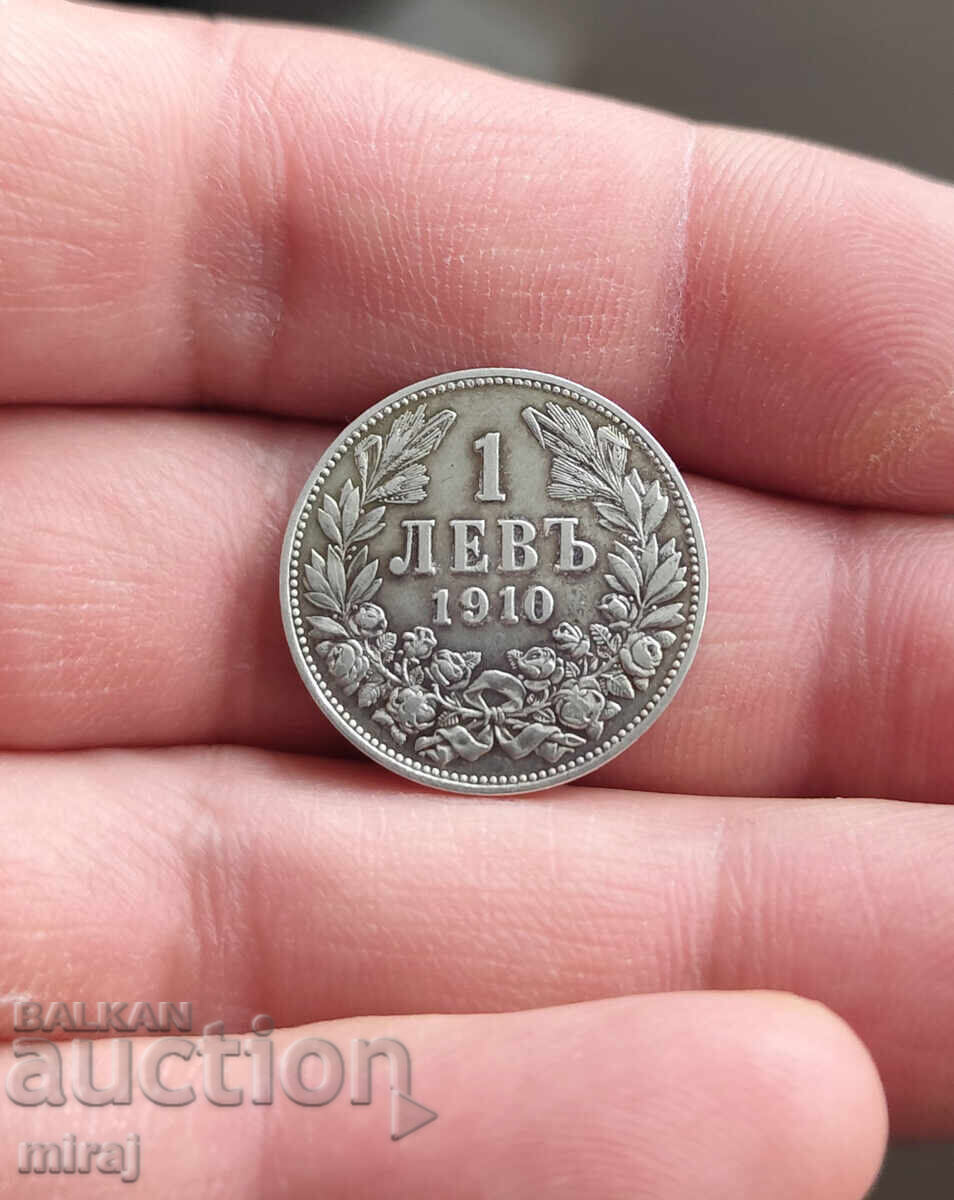 1
ЛЕВЪ
1910
BALKAN
auction
miraj